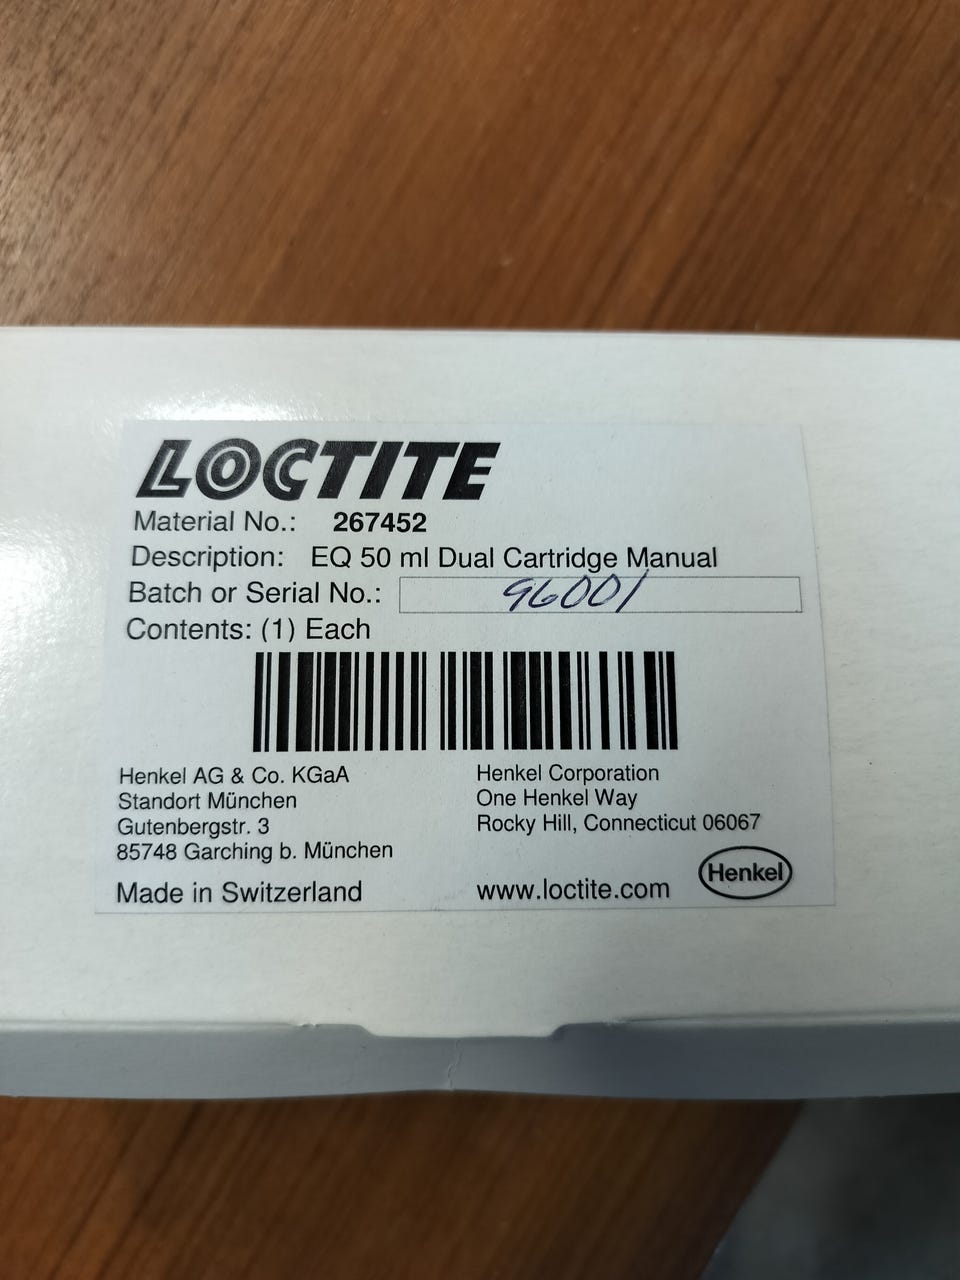 LOCTITE
Material No.: 267452
Description: EQ 50 ml Dual Cartridge Manual
Batch or Serial No.: 96001
Contents: (1) Each
Henkel AG & Co. KGaA
Standort München
Gutenbergstr. 3
85748 Garching b. München
Made in Switzerland
Henkel Corporation
One Henkel Way
Rocky Hill, Connecticut 06067
www.loctite.com
Henkel